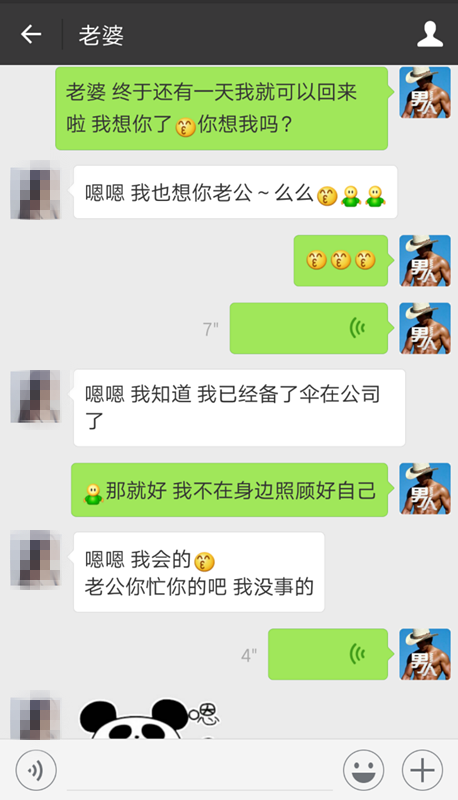 老婆
老婆 终于还有一天我就可以回来
啦 我想你了 你想我吗？
男人
嗯嗯 我也想你老公～么么
男人
7"
男人
嗯嗯 我知道 我已经备了伞在公司
了
那就好 我不在身边照顾好自己
男人
嗯嗯 我会的
老公你忙你的吧 我没事的
4"
男人
嗯